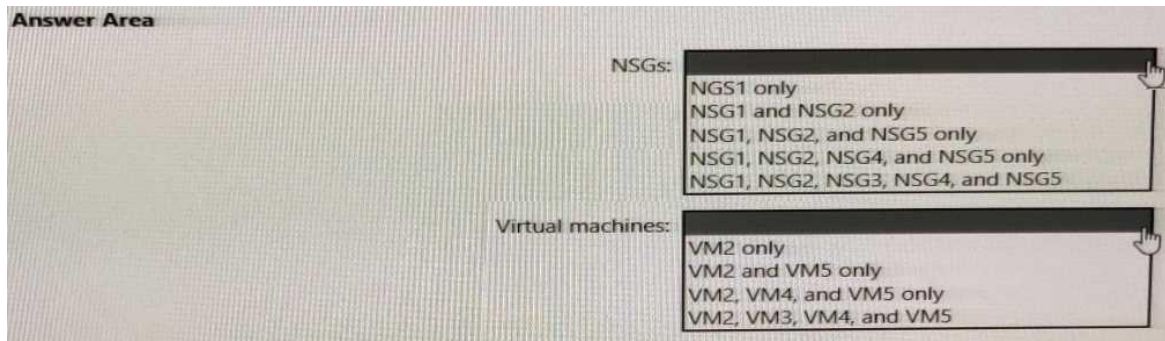 Answer Area
NSGs:
NGS1 only
NSG1 and NSG2 only
NSG1, NSG2, and NSG5 only
NSG1, NSG2, NSG4, and NSG5 only
NSG1, NSG2, NSG3, NSG4, and NSG5
Virtual machines:
VM2 only
VM2 and VM5 only
VM2, VM4, and VM5 only
VM2, VM3, VM4, and VM5